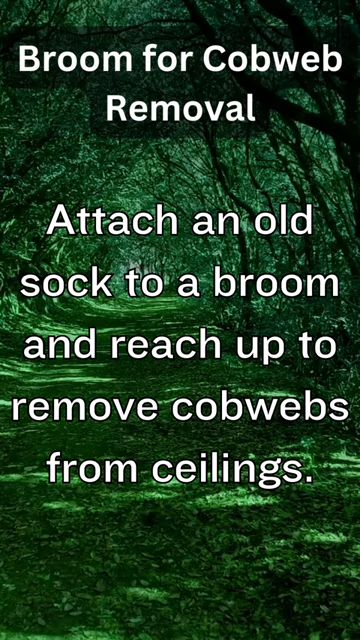 Broom for Cobweb
Removal
Attach an old
sock to a broom
and reach up to
remove cobwebs
from ceilings.